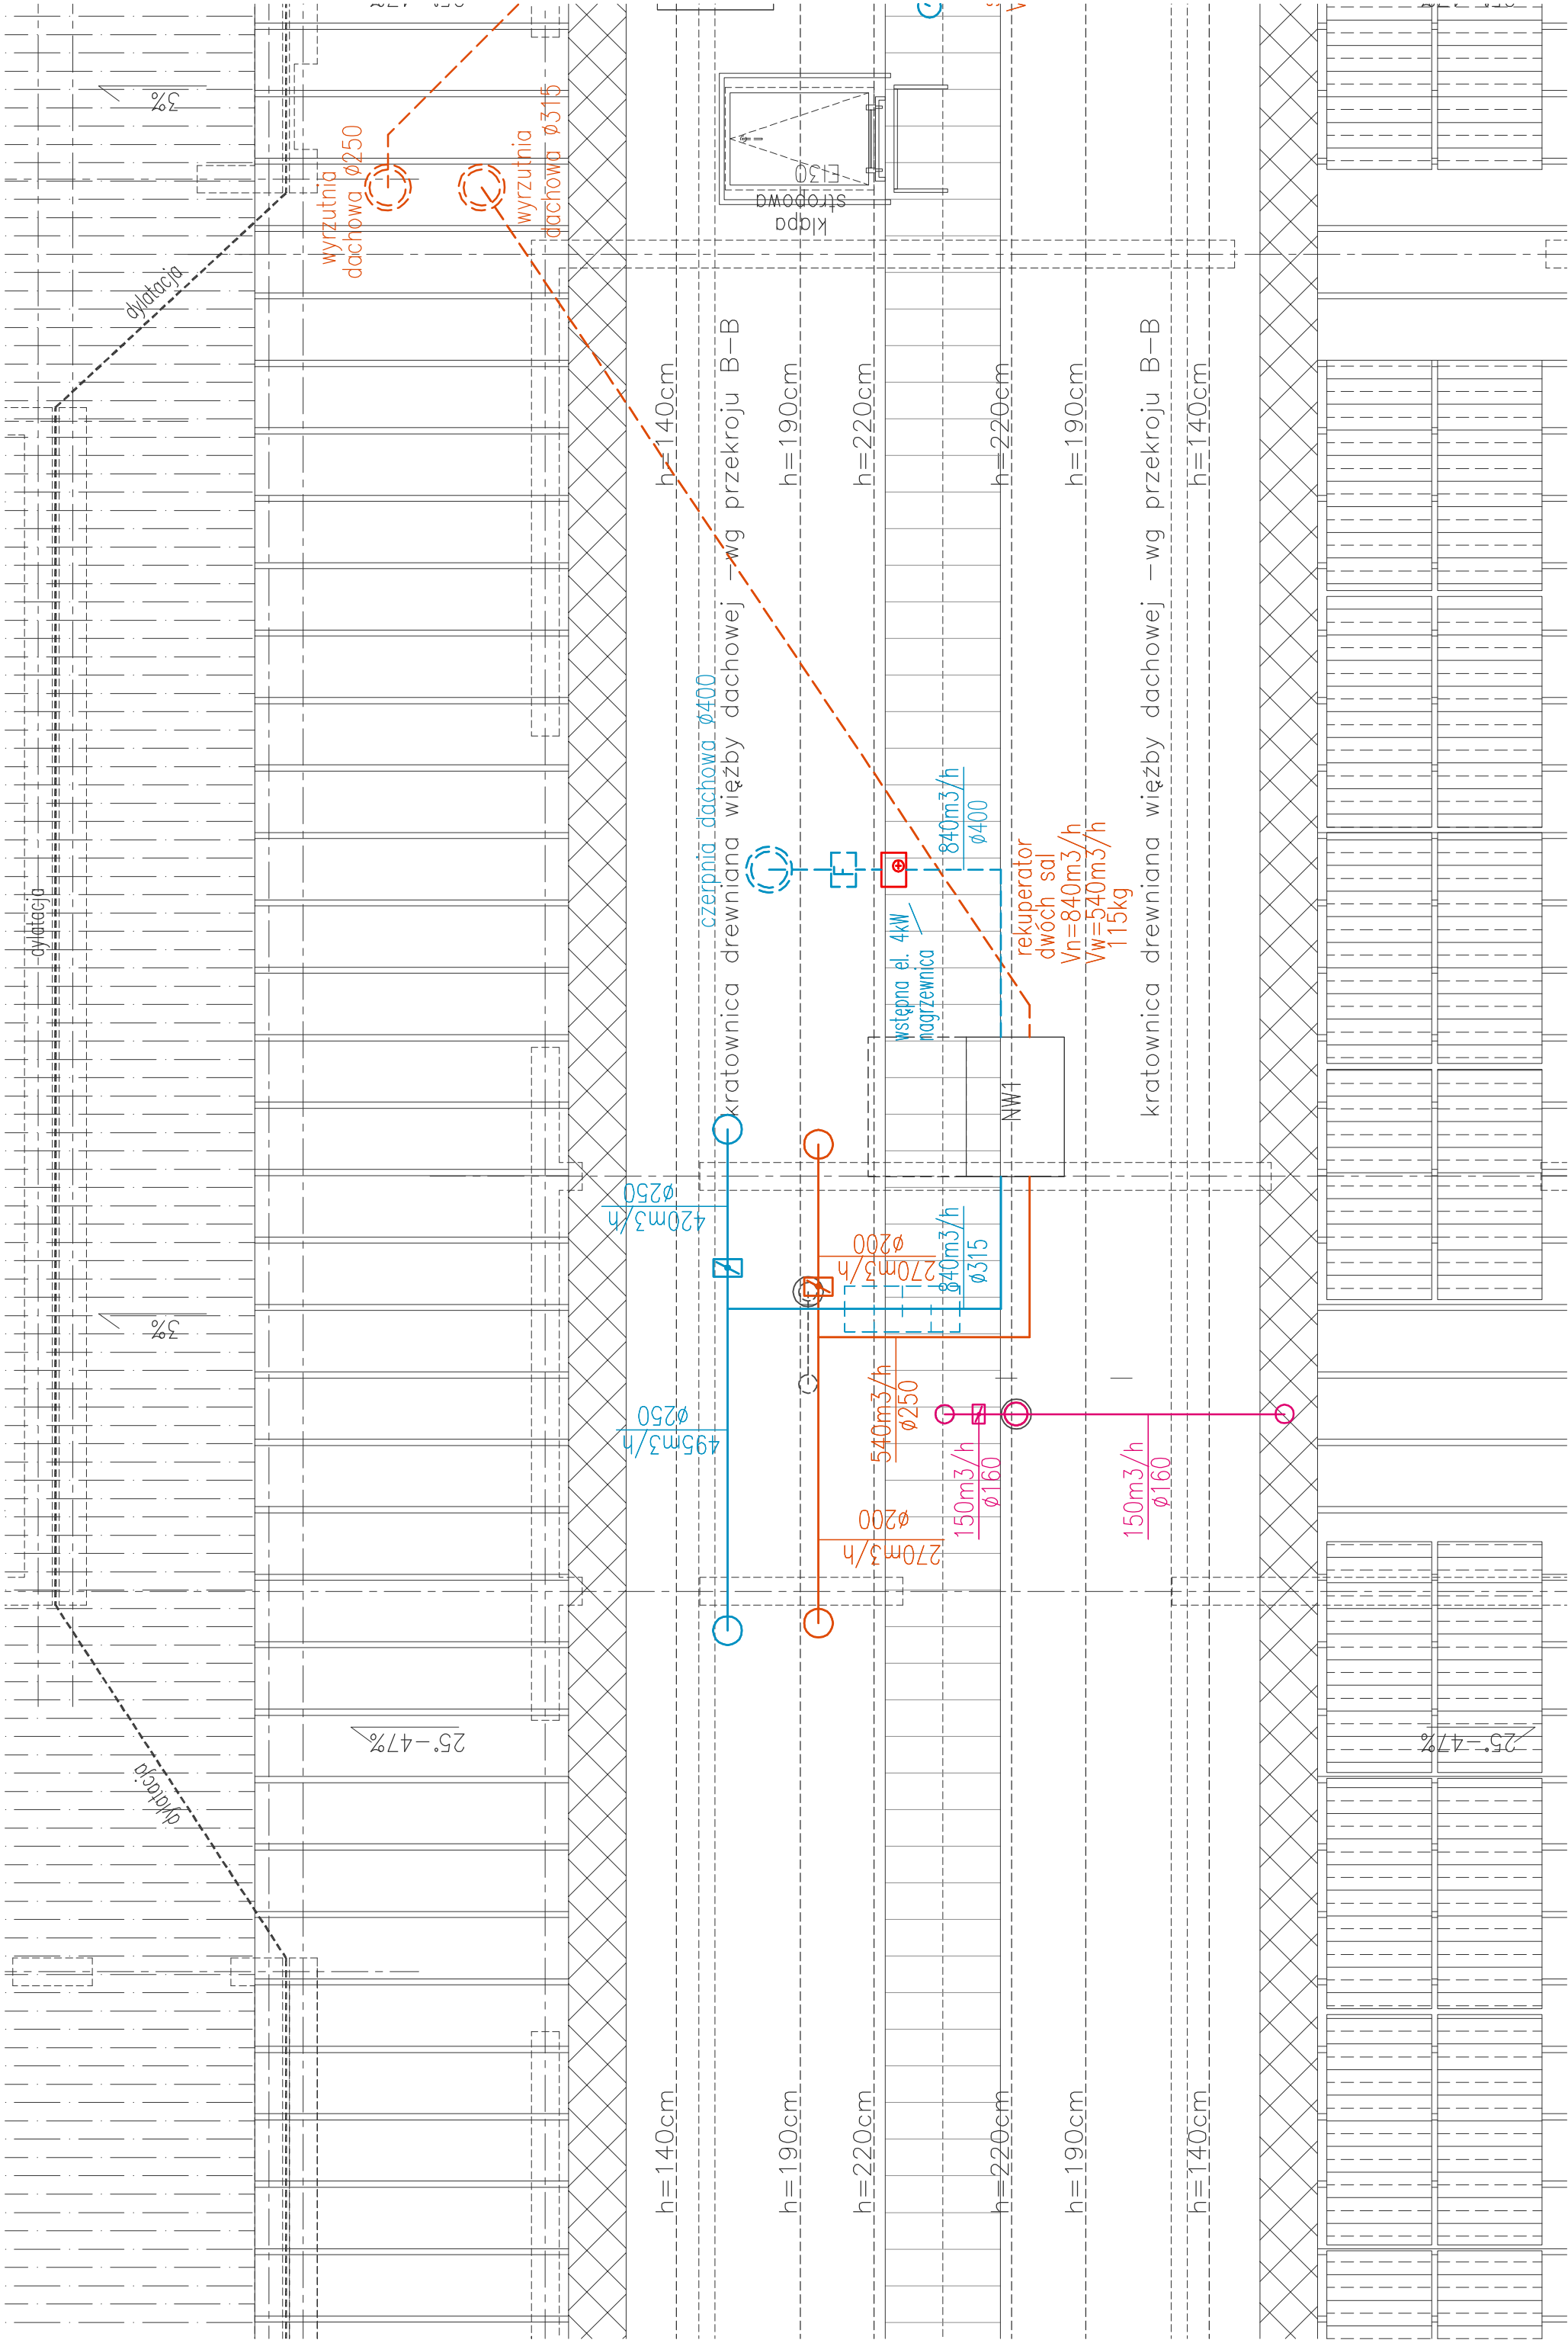 3%
wyrzutnia
dachowa ø250
wyrzutnia
dachowa ø315
klapa
stropowa
EI30
dylatacja
h=140cm
h=190cm
h=220cm
h=220cm
h=190cm
h=140cm
kratownica drewniana więźby dachowej -wg przekroju B-B
kratownica drewniana więźby dachowej -wg przekroju B-B
czerpnia dachowa ø400
F
840m3/h
ø400
wstępna el. 4kW
nagrzewnica
rekuperator
dwóch sal
Vn=840m3/h
Vw=540m3/h
115kg
dylatacja
NW1
420m3/h
ø250
270m3/h
ø200
840m3/h
ø315
3%
495m3/h
ø250
540m3/h
ø250
270m3/h
ø200
150m3/h
ø160
150m3/h
ø160
dylatacja
25°-47%
25°-47%
h=140cm
h=190cm
h=220cm
h=220cm
h=190cm
h=140cm